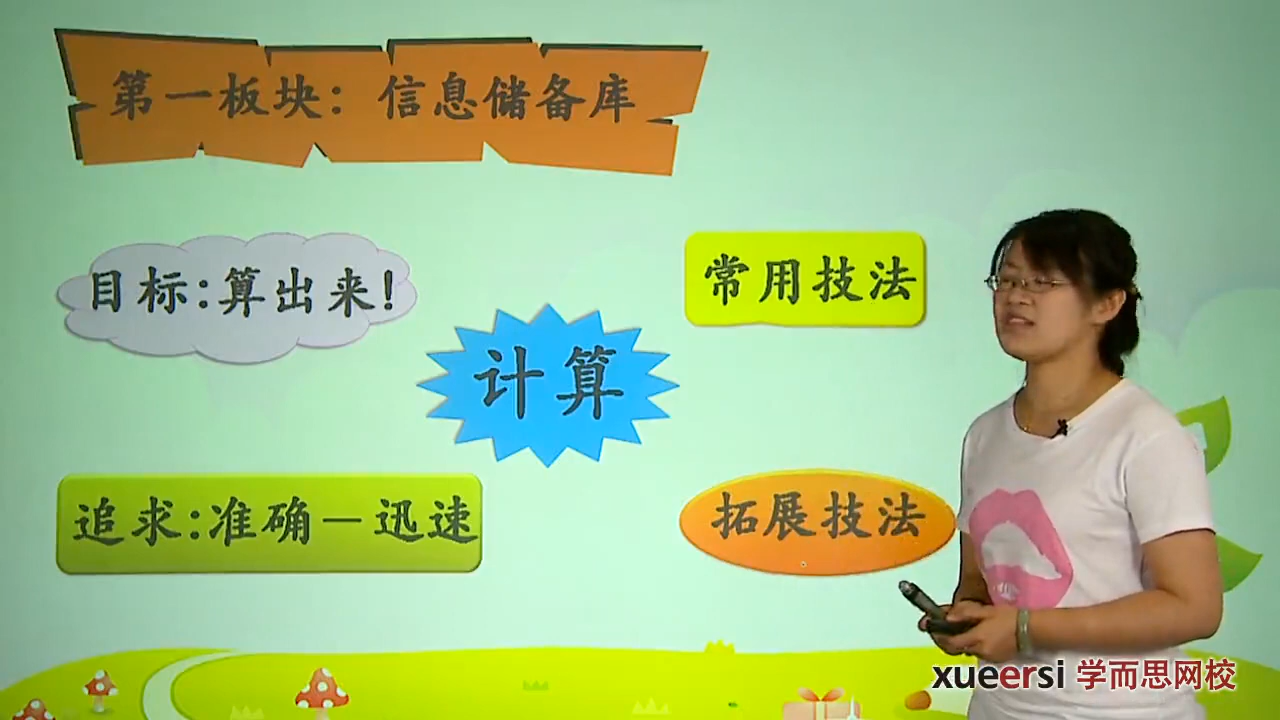 第一板块：信息储备库
目标:算出来!
常用技法
计算
追求:准确—迅速
拓展技法
xueersi 学而思网校